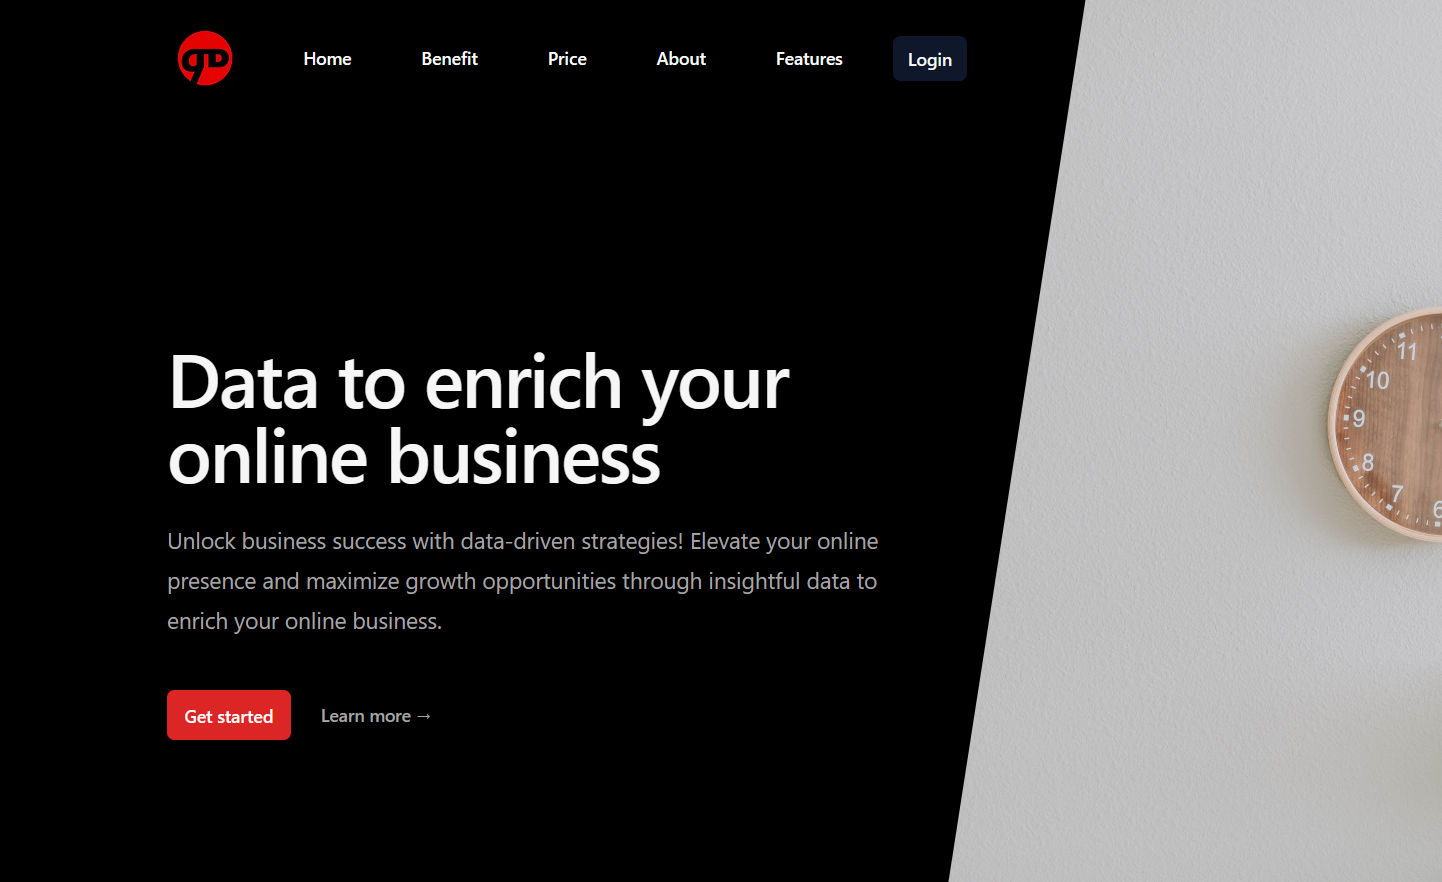 Home Benefit Price About Features Login
Data to enrich your
online business
Unlock business success with data-driven strategies! Elevate your online
presence and maximize growth opportunities through insightful data to
enrich your online business.
Get started Learn more →
11
10
9
8
7
6